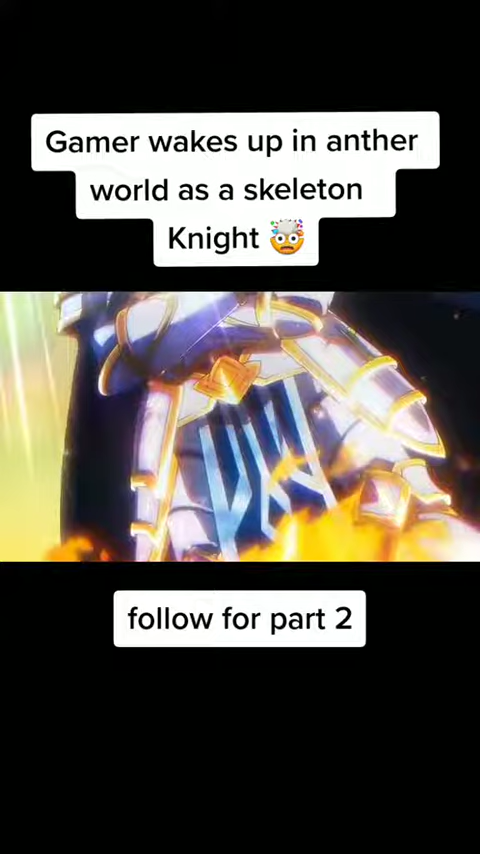 Gamer wakes up in anther
world as a skeleton
Knight 🤯
follow for part 2